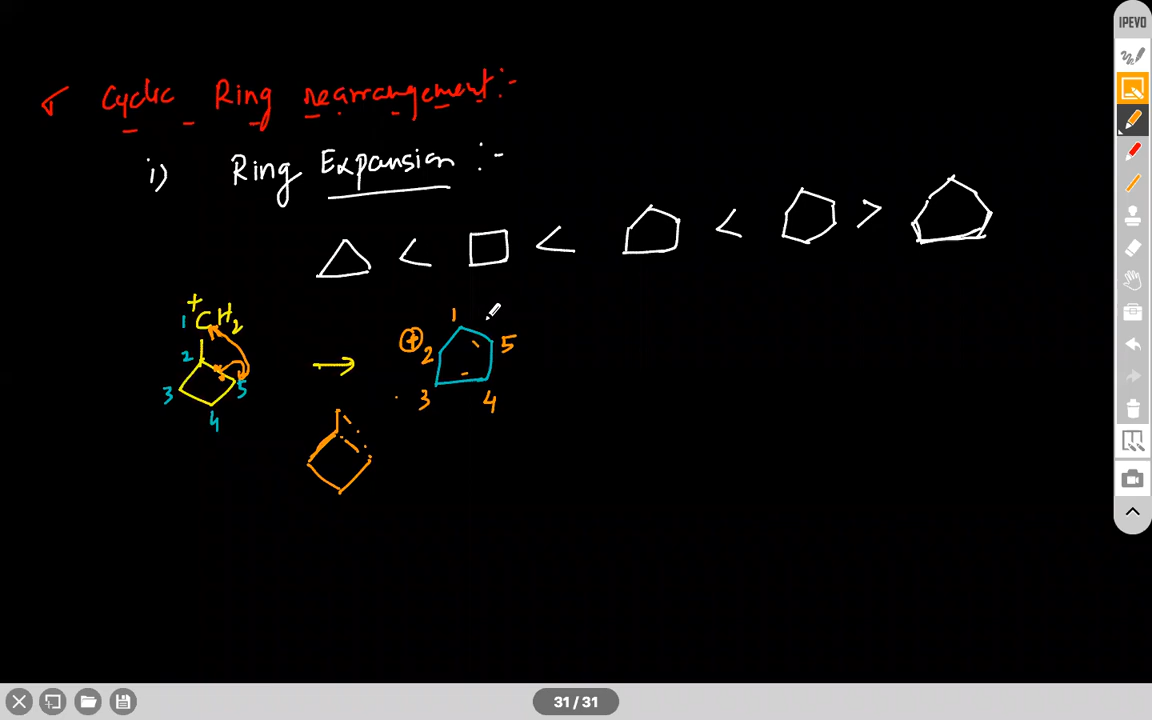 IPEVO
Cyclic Ring rearrangement :-
i) Ring Expansion :-
< < < >
+
1 CH2
2
3 5
4
→
1
+ 2 5
3 4
31 / 31